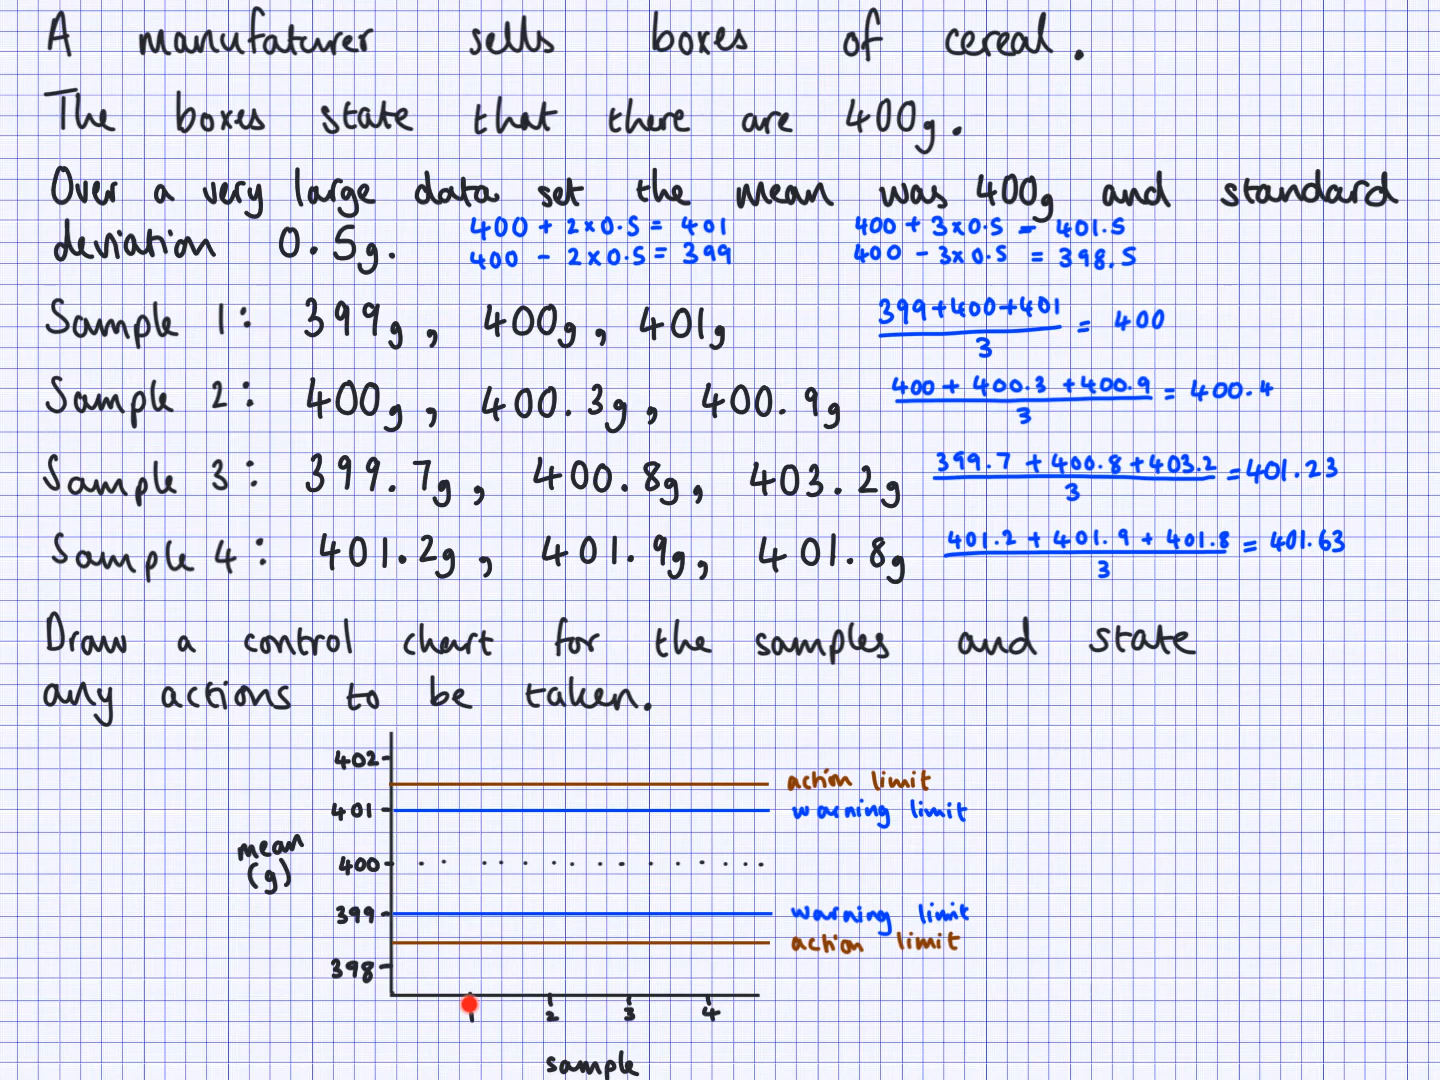 A manufaturer sells boxes of cereal.
The boxes state that there are 400g.
Over a very large data set the mean was 400g and standard
deviation 0.5g.
400 + 2×0.5 = 401
400 - 2×0.5 = 399
400 + 3×0.5 = 401.5
400 - 3×0.5 = 398.5
Sample 1: 399g, 400g, 401g
399+400+401
3
= 400
Sample 2: 400g, 400.3g, 400.9g
400 + 400.3 + 400.9
3
= 400.4
Sample 3: 399.7g, 400.8g, 403.2g
399.7 + 400.8 + 403.2
3
= 401.23
Sample 4: 401.2g, 401.9g, 401.8g
401.2 + 401.9 + 401.8
3
= 401.63
Draw a control chart for the samples and state
any actions to be taken.
402
action limit
401
warning limit
mean
(g)
400
399
warning limit
action limit
398
1 2 3 4
sample